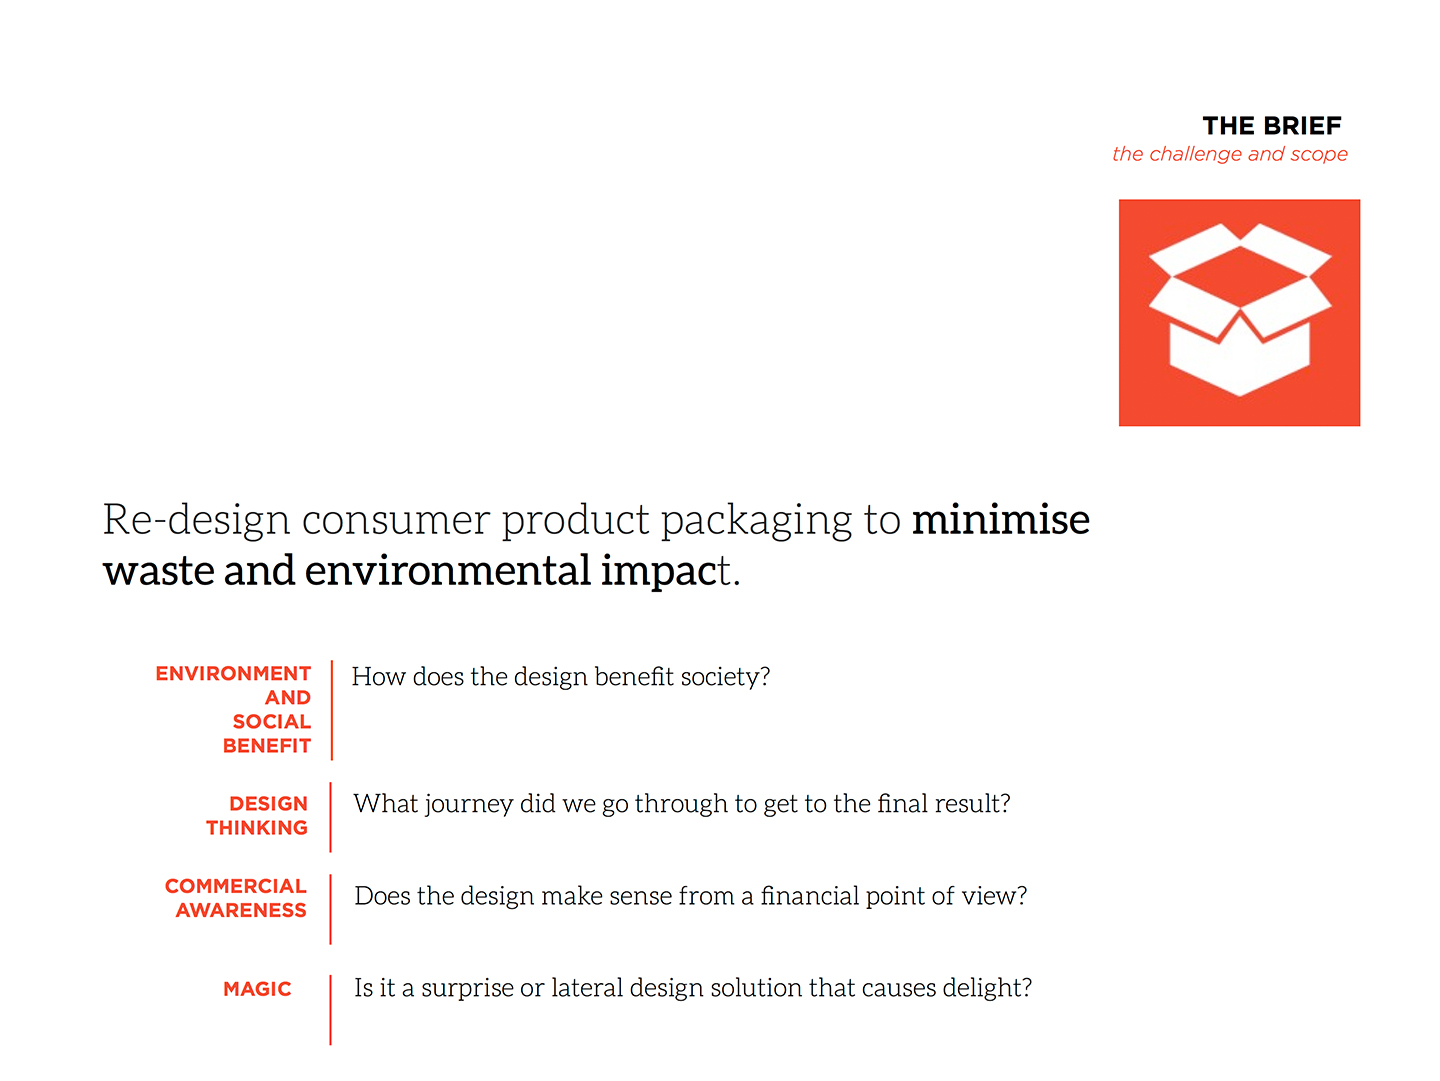 THE BRIEF
the challenge and scope
Re-design consumer product packaging to minimise
waste and environmental impact.
ENVIRONMENT
AND
SOCIAL
BENEFIT
How does the design benefit society?
DESIGN
THINKING
What journey did we go through to get to the final result?
COMMERCIAL
AWARENESS
Does the design make sense from a financial point of view?
MAGIC
Is it a surprise or lateral design solution that causes delight?